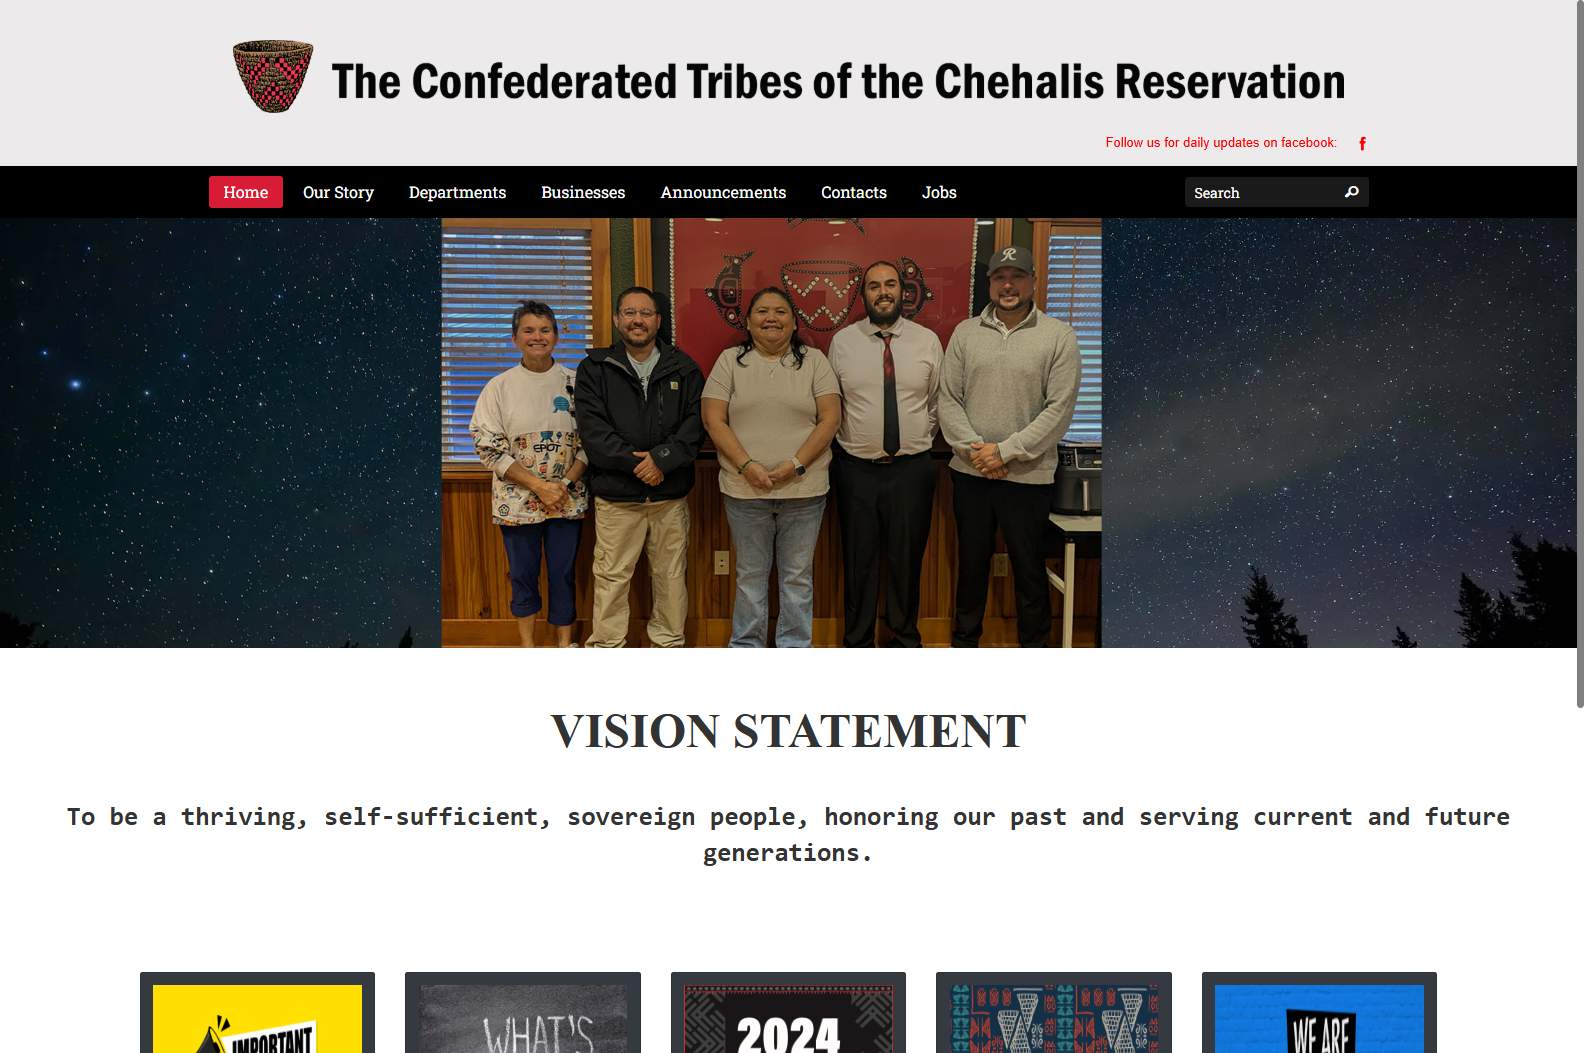 The Confederated Tribes of the Chehalis Reservation
Follow us for daily updates on facebook:
Home Our Story Departments Businesses Announcements Contacts Jobs Search
R
EPOT
VISION STATEMENT
To be a thriving, self-sufficient, sovereign people, honoring our past and serving current and future
generations.
IMPORTANT
WHAT'S
2024
WE ARE